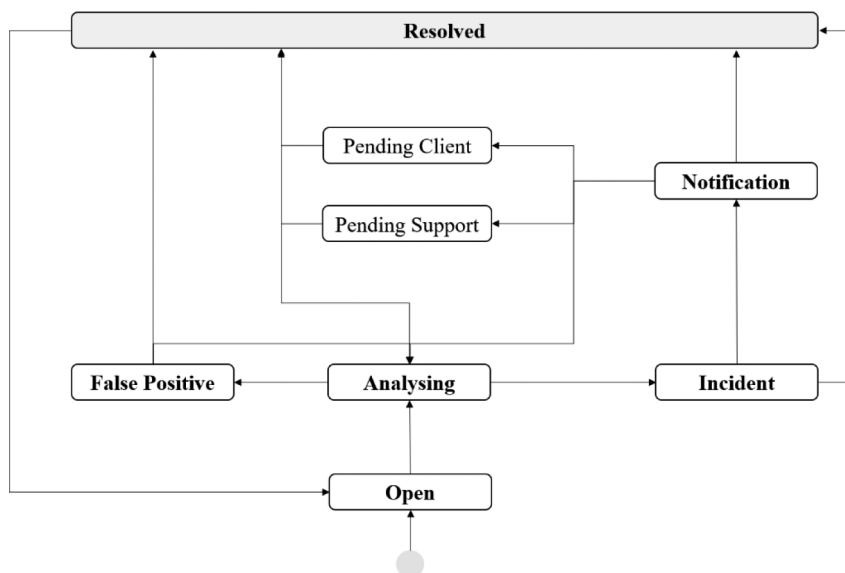 Resolved
Pending Client
Notification
Pending Support
False Positive
Analysing
Incident
Open